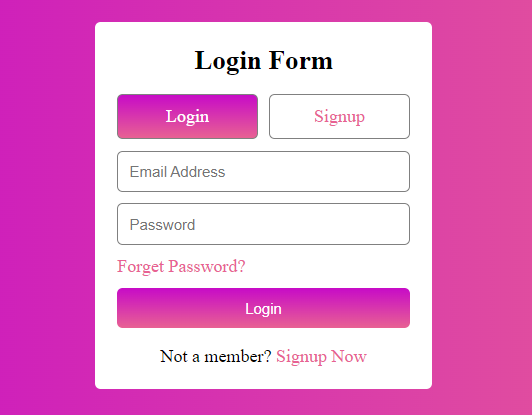 Login Form
Login Signup
Email Address
Password
Forget Password?
Login
Not a member? Signup Now